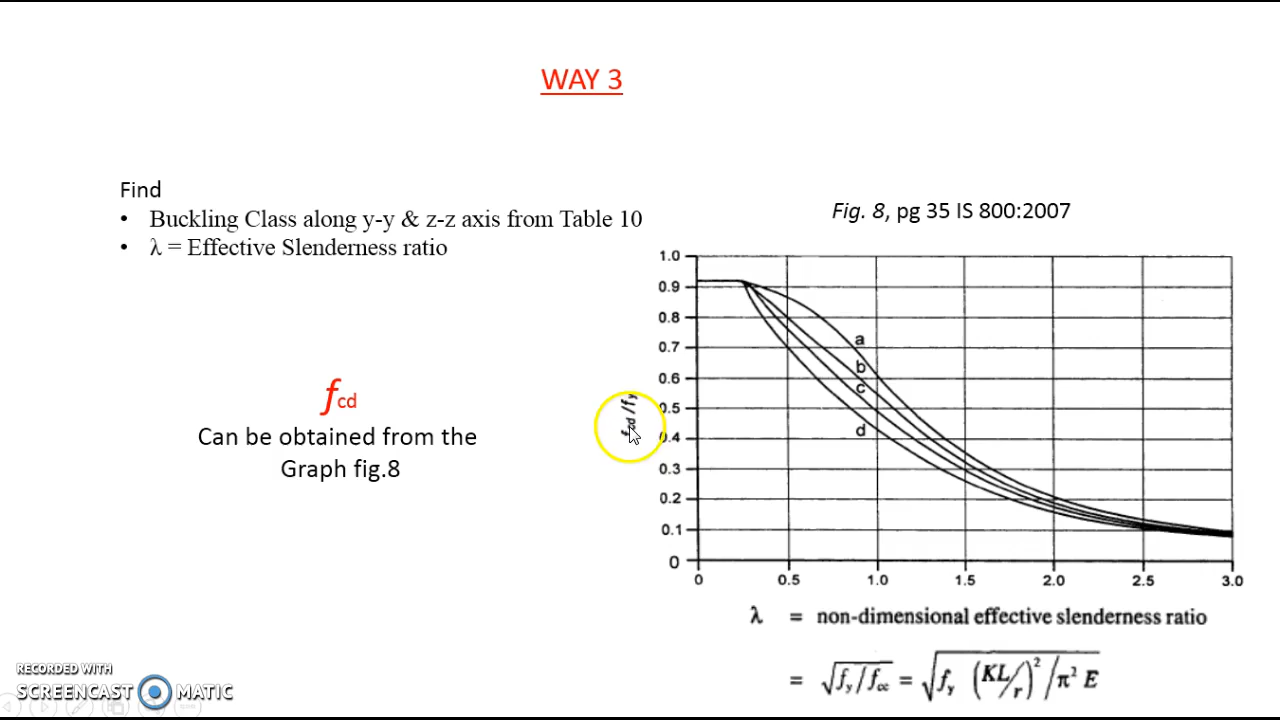 WAY 3
Find
• Buckling Class along y-y & z-z axis from Table 10
• λ = Effective Slenderness ratio
fcd
Can be obtained from the
Graph fig.8
Fig. 8, pg 35 IS 800:2007
fcd /fy
1.0
0.9
0.8
0.7
0.6
0.5
0.4
0.3
0.2
0.1
0
a
b
c
d
0 0.5 1.0 1.5 2.0 2.5 3.0
λ = non-dimensional effective slenderness ratio
= √fy/fcc = √fy (KL/r)²/π² E
RECORDED WITH
SCREENCAST MATIC